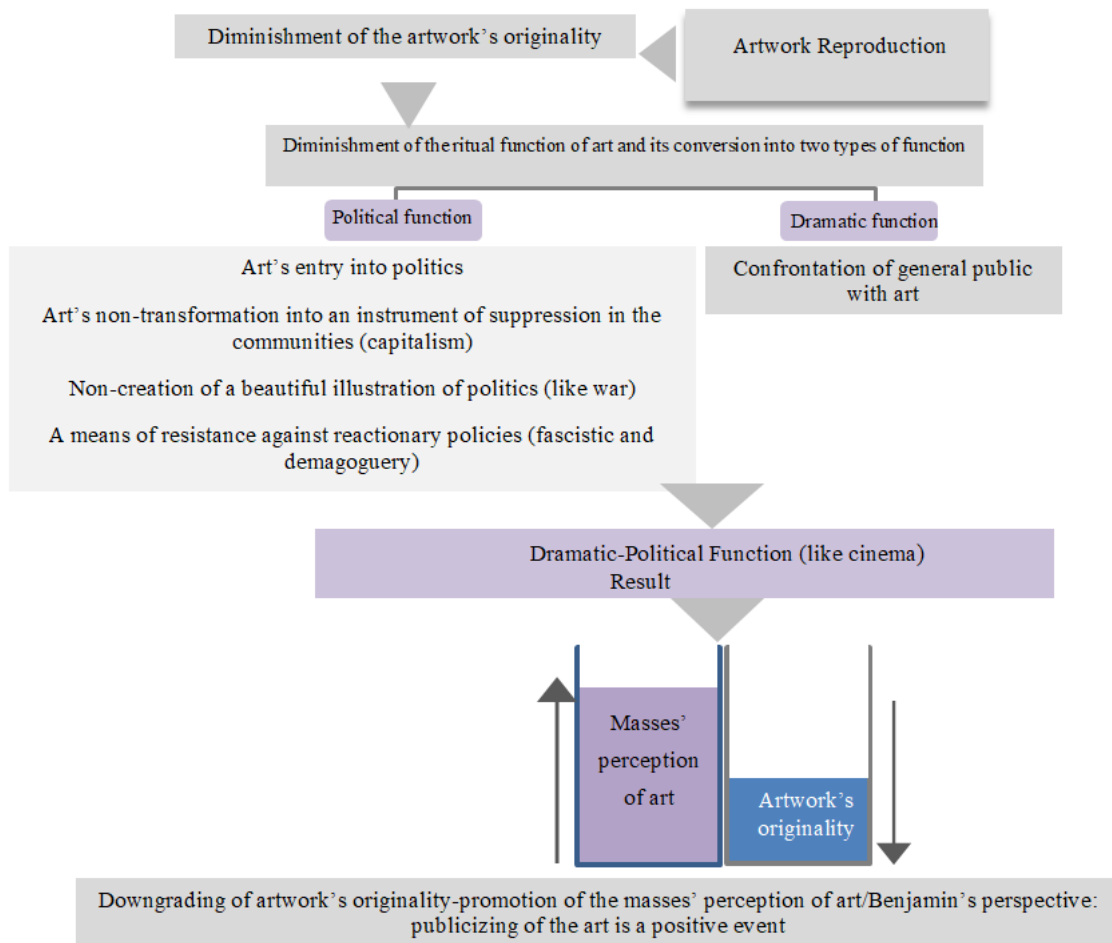 Diminishment of the artwork's originality
Artwork Reproduction
Diminishment of the ritual function of art and its conversion into two types of function
Political function
Dramatic function
Art's entry into politics
Art's non-transformation into an instrument of suppression in the
communities (capitalism)
Non-creation of a beautiful illustration of politics (like war)
A means of resistance against reactionary policies (fascistic and
demagoguery)
Confrontation of general public
with art
Dramatic-Political Function (like cinema)
Result
Masses'
perception
of art
Artwork's
originality
Downgrading of artwork's originality-promotion of the masses' perception of art/Benjamin's perspective:
publicizing of the art is a positive event